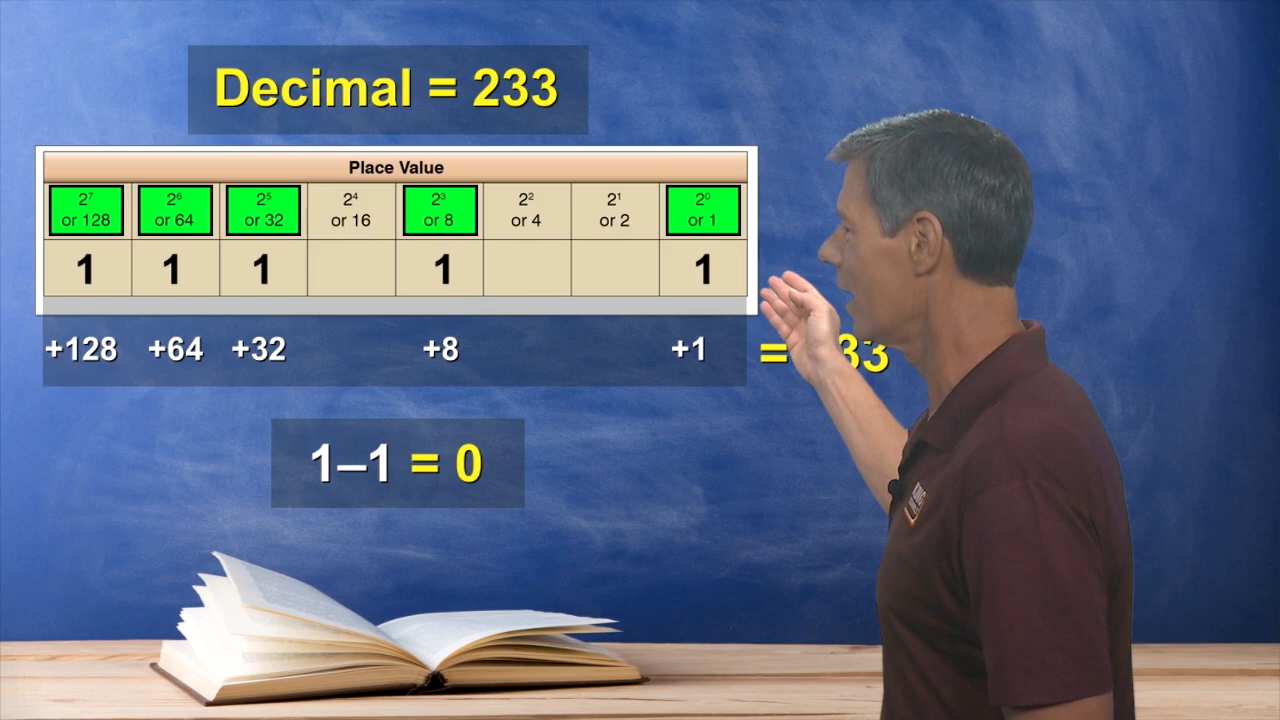 Decimal = 233
Place Value
2⁷ 2⁶ 2⁵ 2⁴ 2³ 2² 2¹ 2⁰
or 128 or 64 or 32 or 16 or 8 or 4 or 2 or 1
1 1 1 1 1
+128 +64 +32 +8 +1 = 33
1–1 = 0